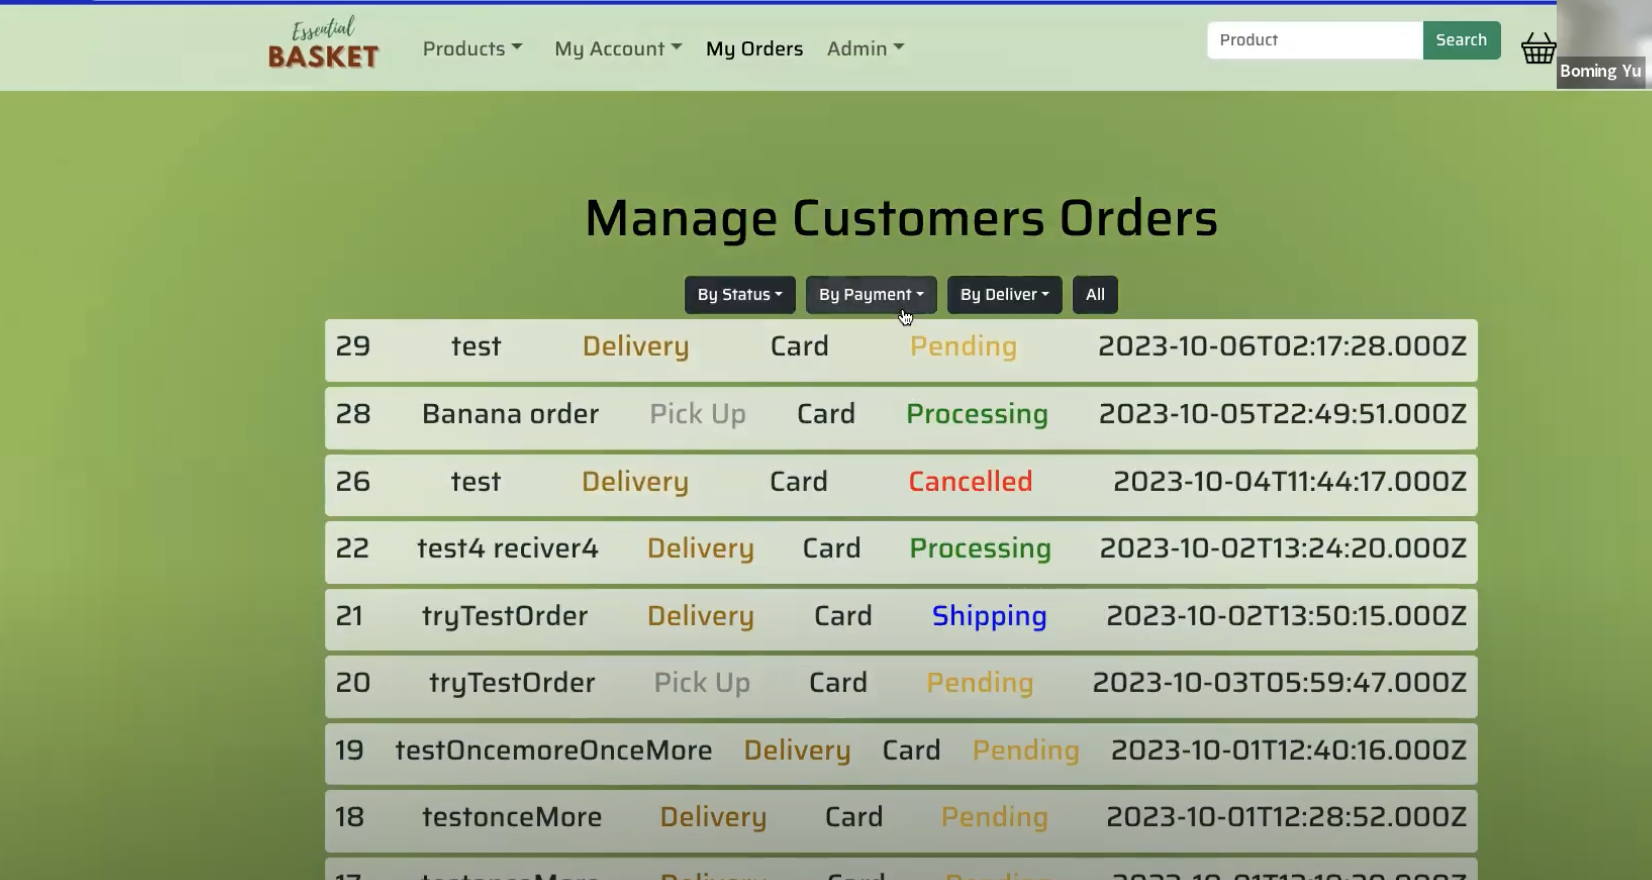 Essential
BASKET
Products My Account My Orders Admin
Product Search
Boming Yu
Manage Customers Orders
By Status By Payment By Deliver All
29 test Delivery Card Pending 2023-10-06T02:17:28.000Z
28 Banana order Pick Up Card Processing 2023-10-05T22:49:51.000Z
26 test Delivery Card Cancelled 2023-10-04T11:44:17.000Z
22 test4 reciver4 Delivery Card Processing 2023-10-02T13:24:20.000Z
21 tryTestOrder Delivery Card Shipping 2023-10-02T13:50:15.000Z
20 tryTestOrder Pick Up Card Pending 2023-10-03T05:59:47.000Z
19 testOncemoreOnceMore Delivery Card Pending 2023-10-01T12:40:16.000Z
18 testonceMore Delivery Card Pending 2023-10-01T12:28:52.000Z